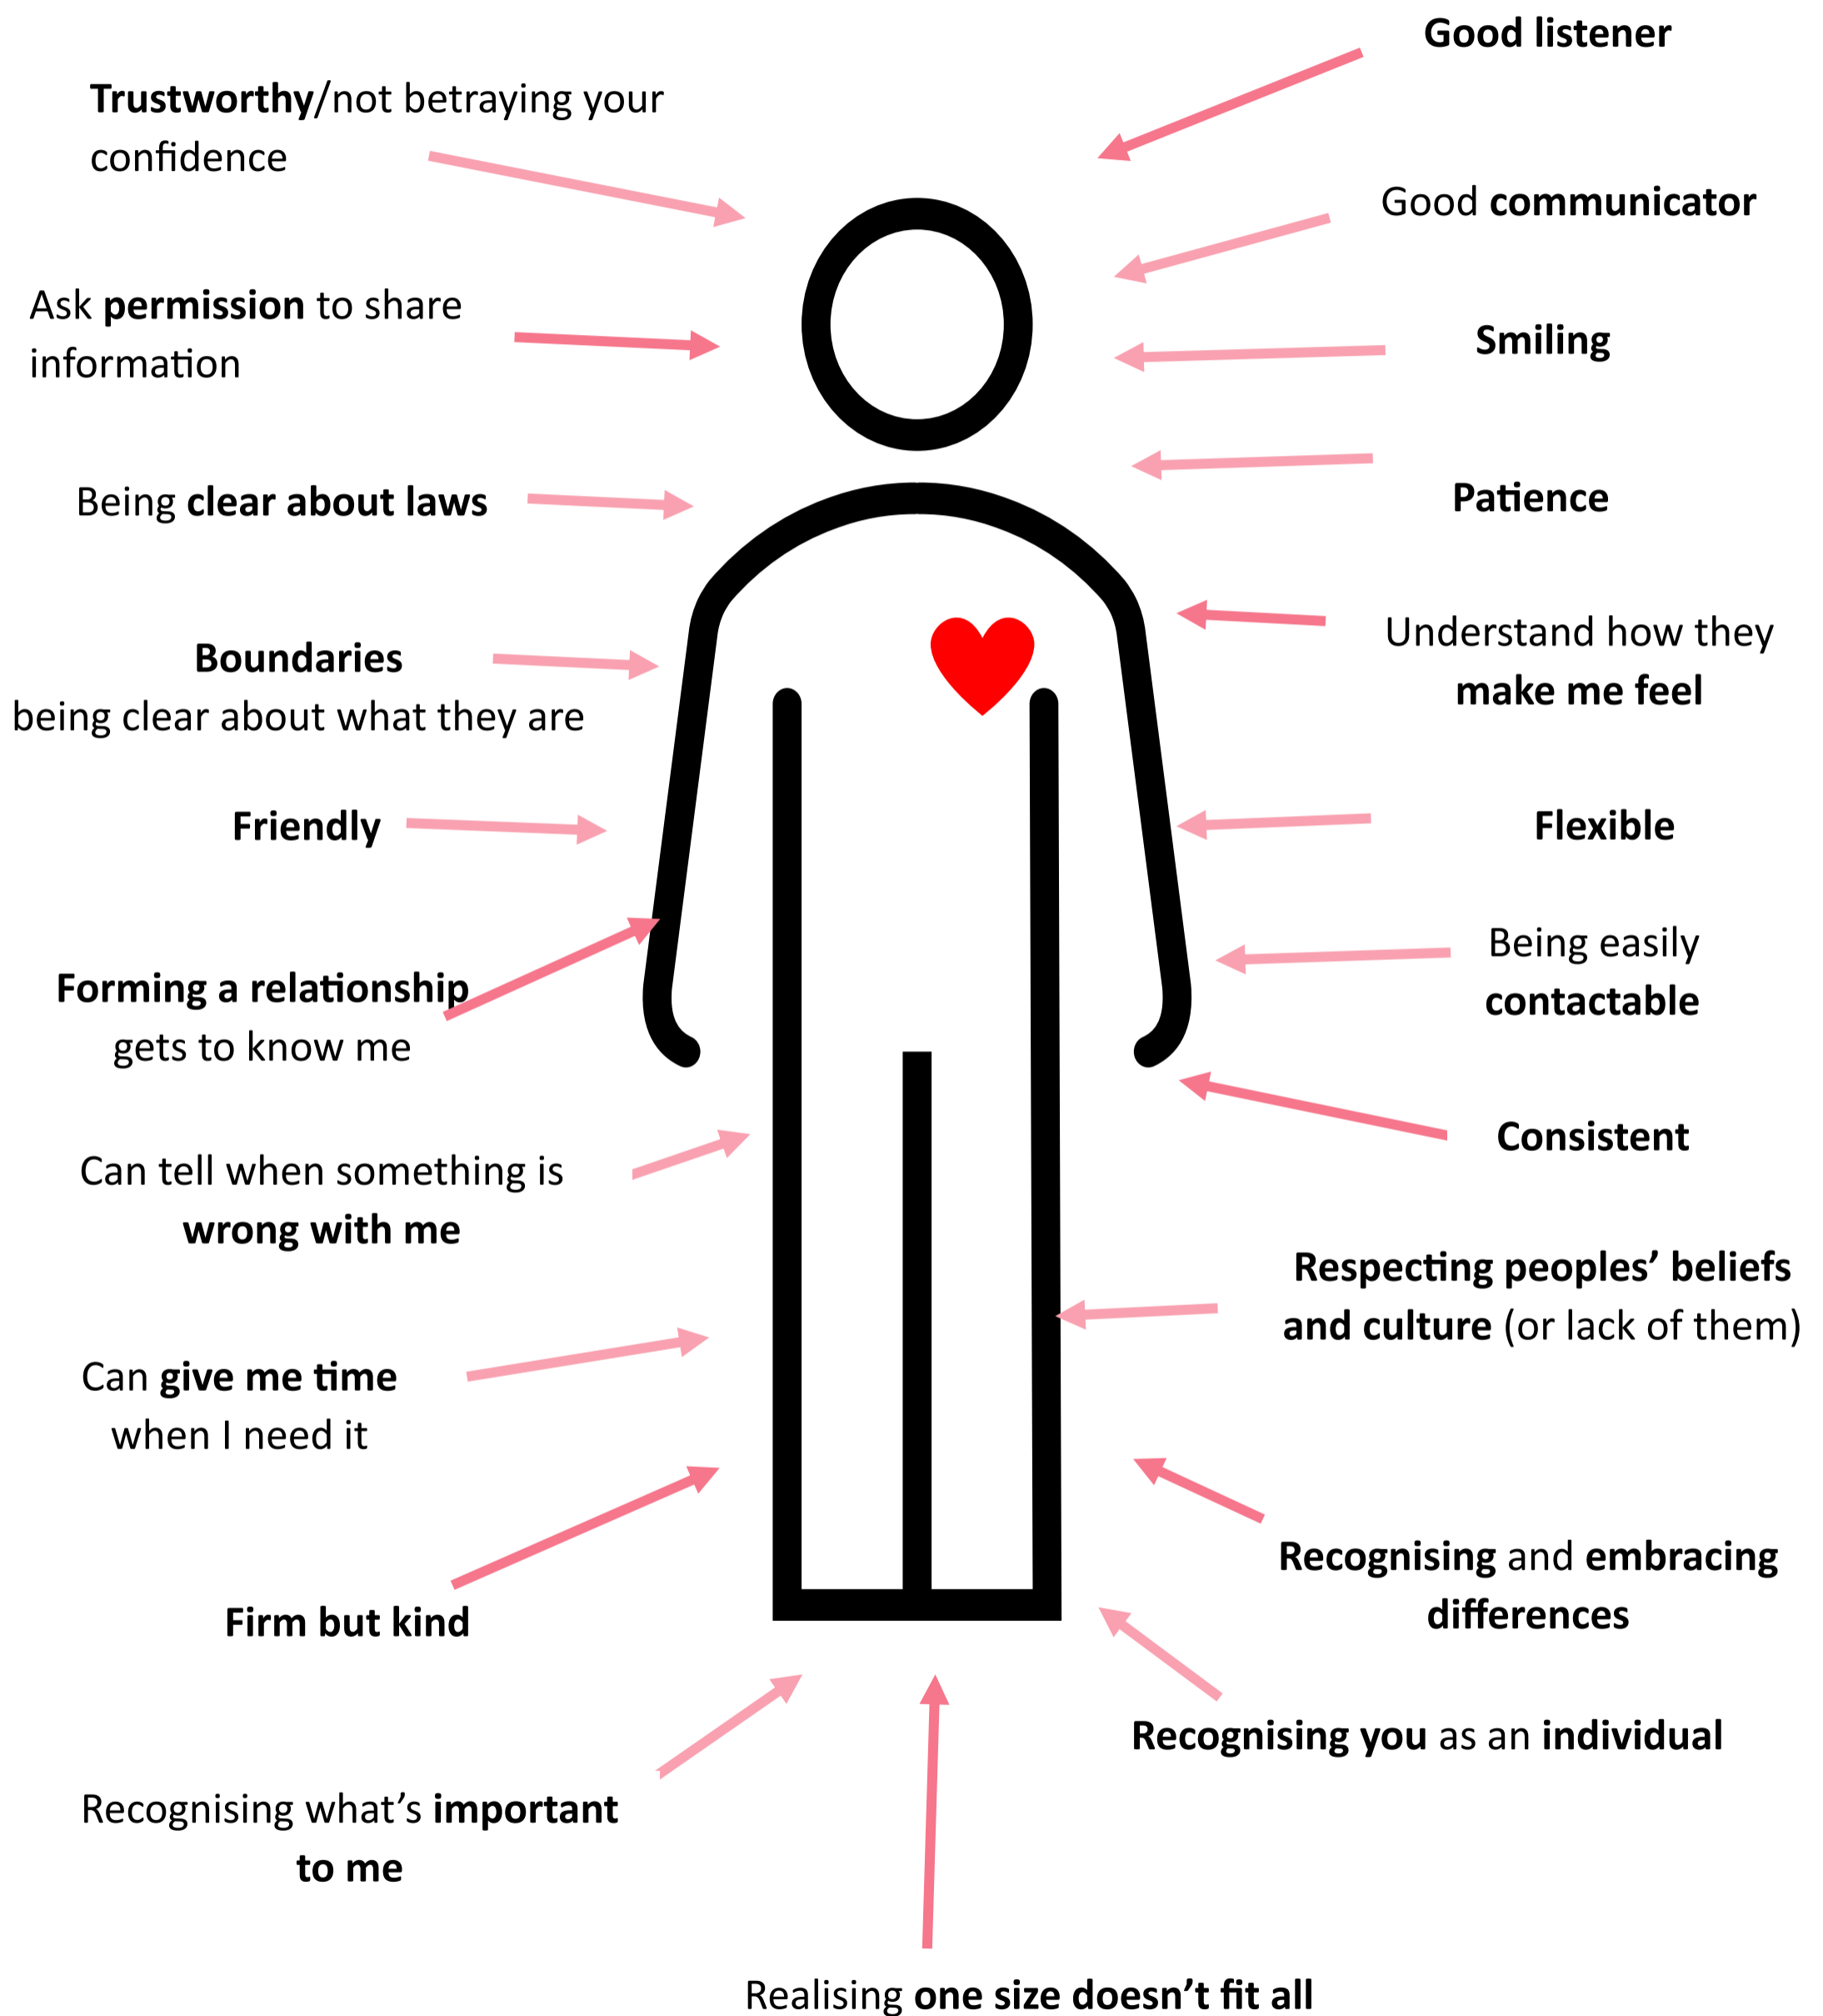 Good listener
Trustworthy/not betraying your
confidence
Good communicator
Ask permission to share
information
Smiling
Being clear about laws
Patience
Boundaries
being clear about what they are
Understand how they
make me feel
Friendly
Flexible
Forming a relationship
gets to know me
Being easily
contactable
Can tell when something is
wrong with me
Consistent
Respecting peoples’ beliefs
and culture (or lack of them)
Can give me time
when I need it
Recognising and embracing
differences
Firm but kind
Recognising you as an individual
Recognising what’s important
to me
Realising one size doesn’t fit all